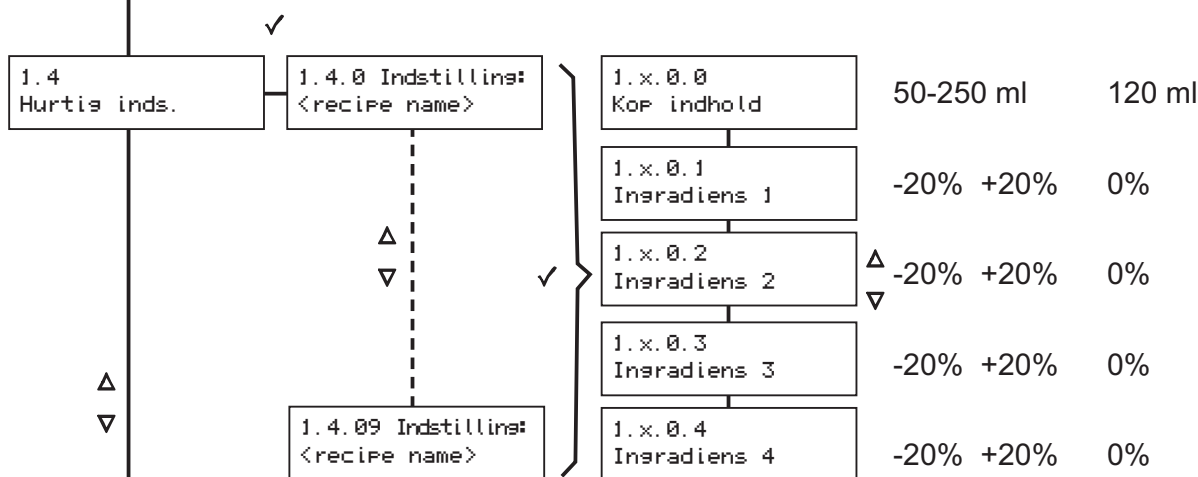 1.4
Hurtig inds.
1.4.0 Indstilling:
<recipe name>
1.4.09 Indstilling:
<recipe name>
1.x.0.0
Kop indhold
50-250 ml 120 ml
1.x.0.1
Ingradiens 1
-20% +20% 0%
1.x.0.2
Ingradiens 2
-20% +20% 0%
1.x.0.3
Ingradiens 3
-20% +20% 0%
1.x.0.4
Ingradiens 4
-20% +20% 0%